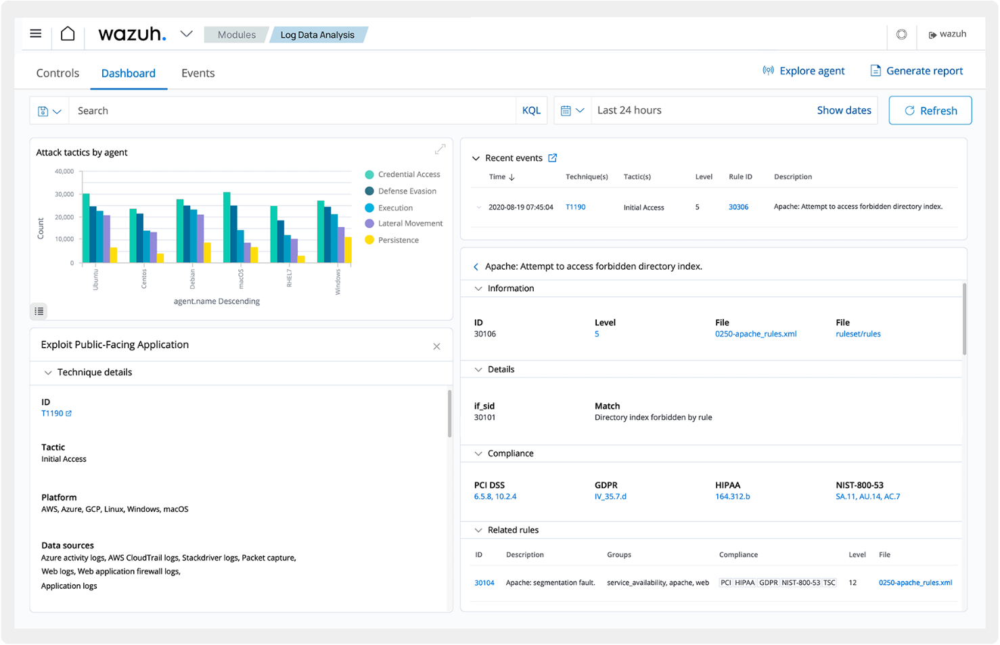 wazuh.
Modules
Log Data Analysis
wazuh
Controls
Dashboard
Events
Explore agent
Generate report
Search
KQL
Last 24 hours
Show dates
Refresh
Attack tactics by agent
40,000
30,000
20,000
10,000
0
Count
Ubuntu
Centos
Debian
macOS
RHEL7
Windows
agent.name Descending
Credential Access
Defense Evasion
Execution
Lateral Movement
Persistence
Exploit Public-Facing Application
Technique details
ID
T1190
Tactic
Initial Access
Platform
AWS, Azure, GCP, Linux, Windows, macOS
Data sources
Azure activity logs, AWS CloudTrail logs, Stackdriver logs, Packet capture,
Web logs, Web application firewall logs,
Application logs
Recent events
Time Technique(s) Tactic(s) Level Rule ID Description
2020-08-19 07:45:04 T1190 Initial Access 5 30306 Apache: Attempt to access forbidden directory index.
Apache: Attempt to access forbidden directory index.
Information
ID Level File File
30106 5 0250-apache_rules.xml ruleset/rules
Details
if_sid Match
30101 Directory index forbidden by rule
Compliance
PCI DSS GDPR HIPAA NIST-800-53
6.5.8, 10.2.4 IV_35.7.d 164.312.b SA.11, AU.14, AC.7
Related rules
ID Description Groups Compliance Level File
30104 Apache: segmentation fault. service_availability, apache, web PCI HIPAA GDPR NIST-800-53 TSC 12 0250-apache_rules.xml